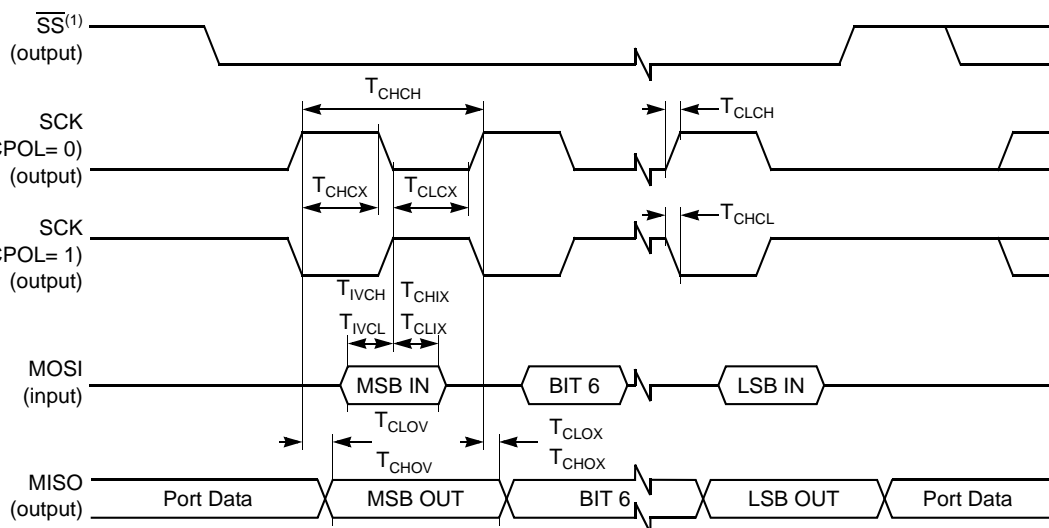 SS(1)
(output)
TCHCH
SCK
CPOL= 0)
(output)
TCLCH
TCHCX
TCLCX
SCK
CPOL= 1)
(output)
TCHCL
TIVCH
TCHIX
TIVCL
TCLIX
MOSI
(input)
MSB IN
BIT 6
LSB IN
TCLOV
TCLOX
TCHOV
TCHOX
MISO
(output)
Port Data
MSB OUT
BIT 6
LSB OUT
Port Data